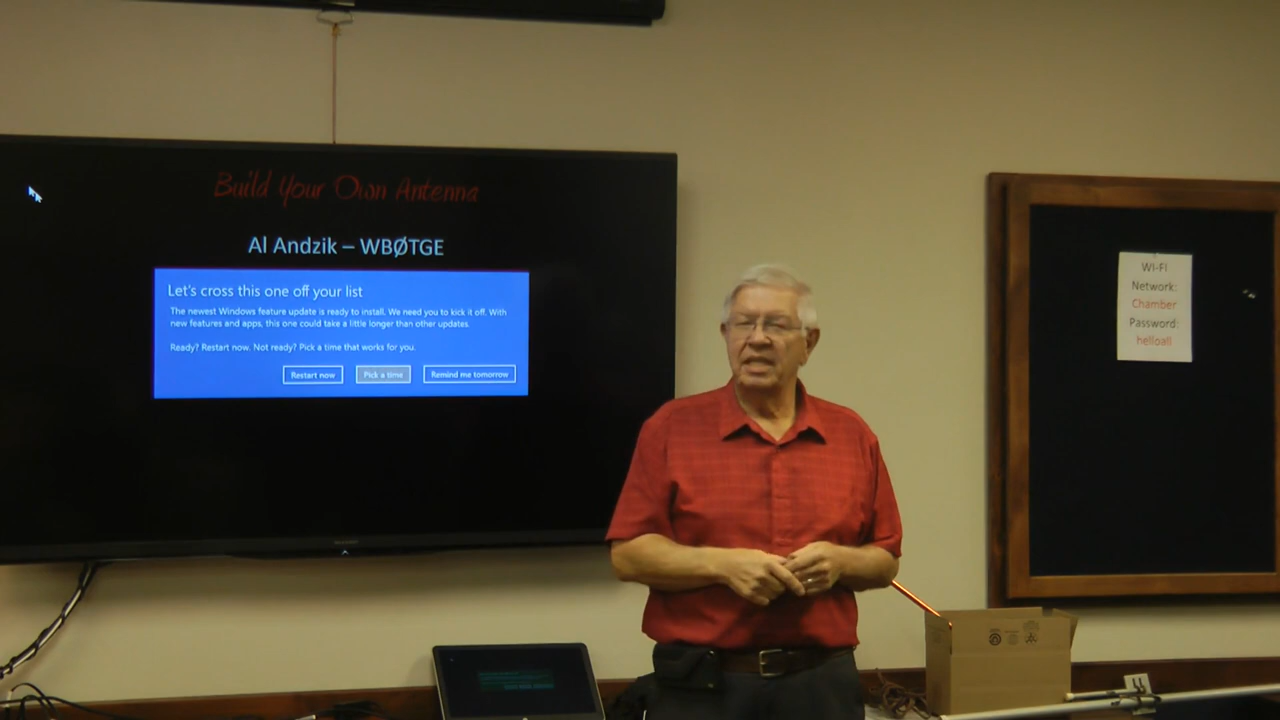 Build Your Own Antenna
Al Andzik – WBØTGE
Let's cross this one off your list
The newest Windows feature update is ready to install. We need you to kick it off. With
new features and apps, this one could take a little longer than other updates.
Ready? Restart now. Not ready? Pick a time that works for you.
Restart now
Pick a time
Remind me tomorrow
WI-FI
Network:
Chamber
Password:
helloall